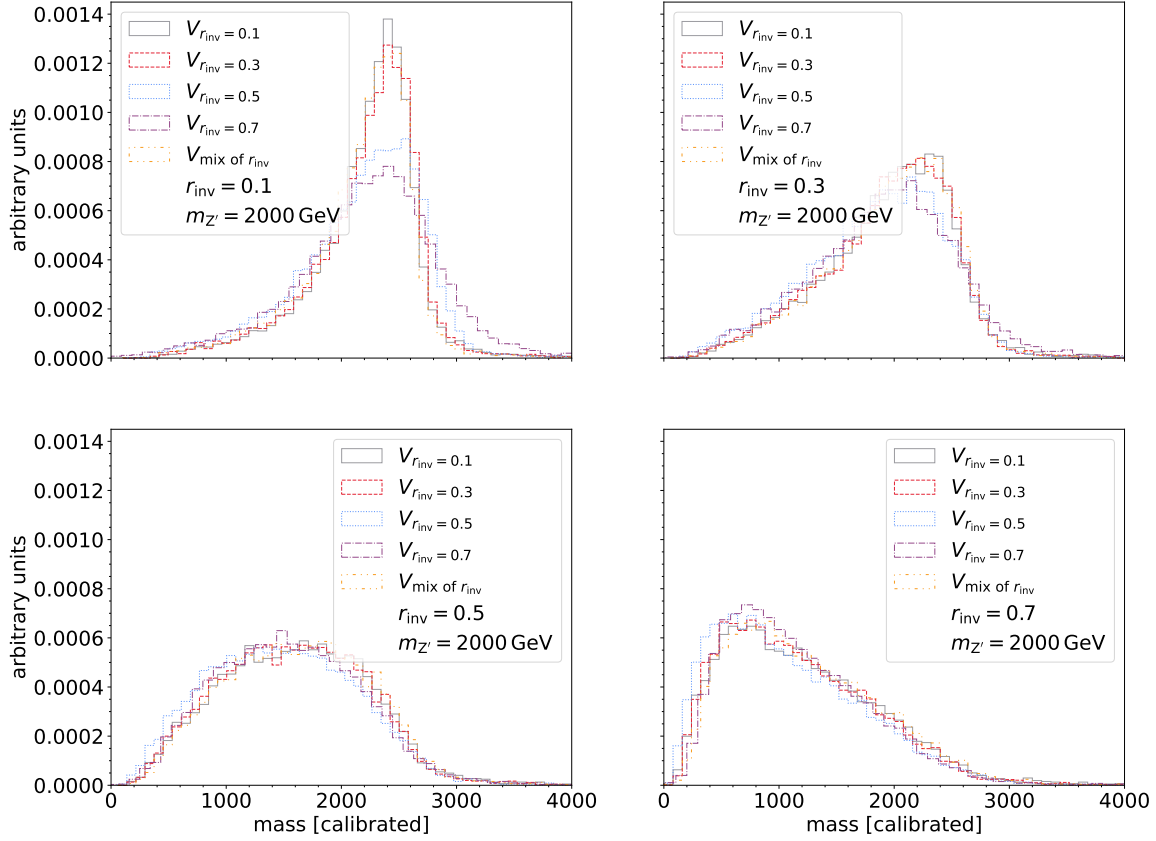 0.0014
0.0012
0.0010
0.0008
0.0006
0.0004
0.0002
0.0000
arbitrary units
V_{r_inv = 0.1}
V_{r_inv = 0.3}
V_{r_inv = 0.5}
V_{r_inv = 0.7}
V_{mix of r_inv}
r_inv = 0.1
m_Z′ = 2000 GeV
V_{r_inv = 0.1}
V_{r_inv = 0.3}
V_{r_inv = 0.5}
V_{r_inv = 0.7}
V_{mix of r_inv}
r_inv = 0.3
m_Z′ = 2000 GeV
0.0014
0.0012
0.0010
0.0008
0.0006
0.0004
0.0002
0.0000
arbitrary units
V_{r_inv = 0.1}
V_{r_inv = 0.3}
V_{r_inv = 0.5}
V_{r_inv = 0.7}
V_{mix of r_inv}
r_inv = 0.5
m_Z′ = 2000 GeV
0 1000 2000 3000 4000
mass [calibrated]
V_{r_inv = 0.1}
V_{r_inv = 0.3}
V_{r_inv = 0.5}
V_{r_inv = 0.7}
V_{mix of r_inv}
r_inv = 0.7
m_Z′ = 2000 GeV
0 1000 2000 3000 4000
mass [calibrated]